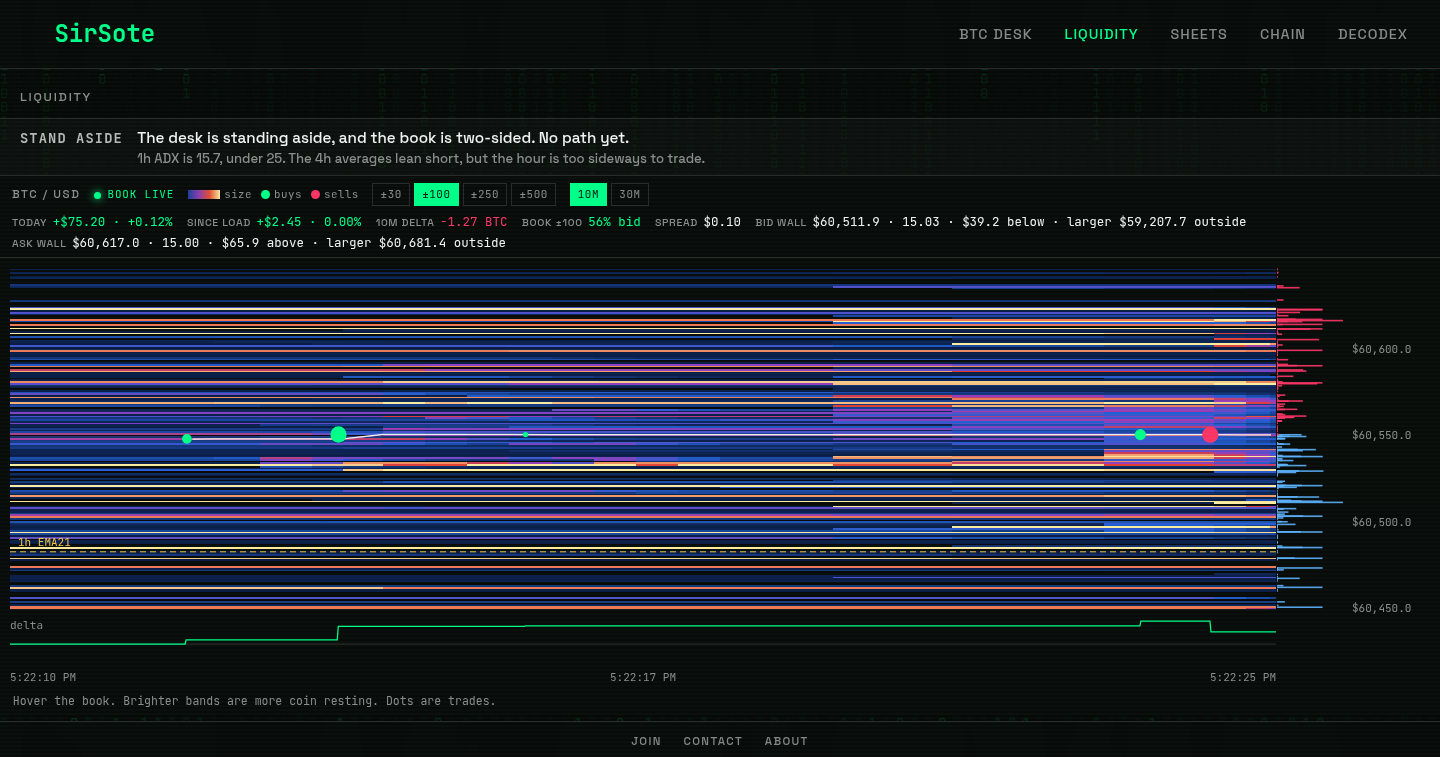 SirSote
BTC DESK LIQUIDITY SHEETS CHAIN DECODEX
LIQUIDITY
STAND ASIDE The desk is standing aside, and the book is two-sided. No path yet.
1h ADX is 15.7, under 25. The 4h averages lean short, but the hour is too sideways to trade.
BTC / USD BOOK LIVE size buys sells ±30 ±100 ±250 ±500 10M 30M
TODAY +$75.20 · +0.12% SINCE LOAD +$2.45 · 0.00% 10M DELTA -1.27 BTC BOOK ±100 56% bid SPREAD $0.10 BID WALL $60,511.9 · 15.03 · $39.2 below · larger $59,207.7 outside
ASK WALL $60,617.0 · 15.00 · $65.9 above · larger $60,681.4 outside
$60,600.0
$60,550.0
$60,500.0
1h EMA21
$60,450.0
delta
5:22:10 PM 5:22:17 PM 5:22:25 PM
Hover the book. Brighter bands are more coin resting. Dots are trades.
JOIN CONTACT ABOUT